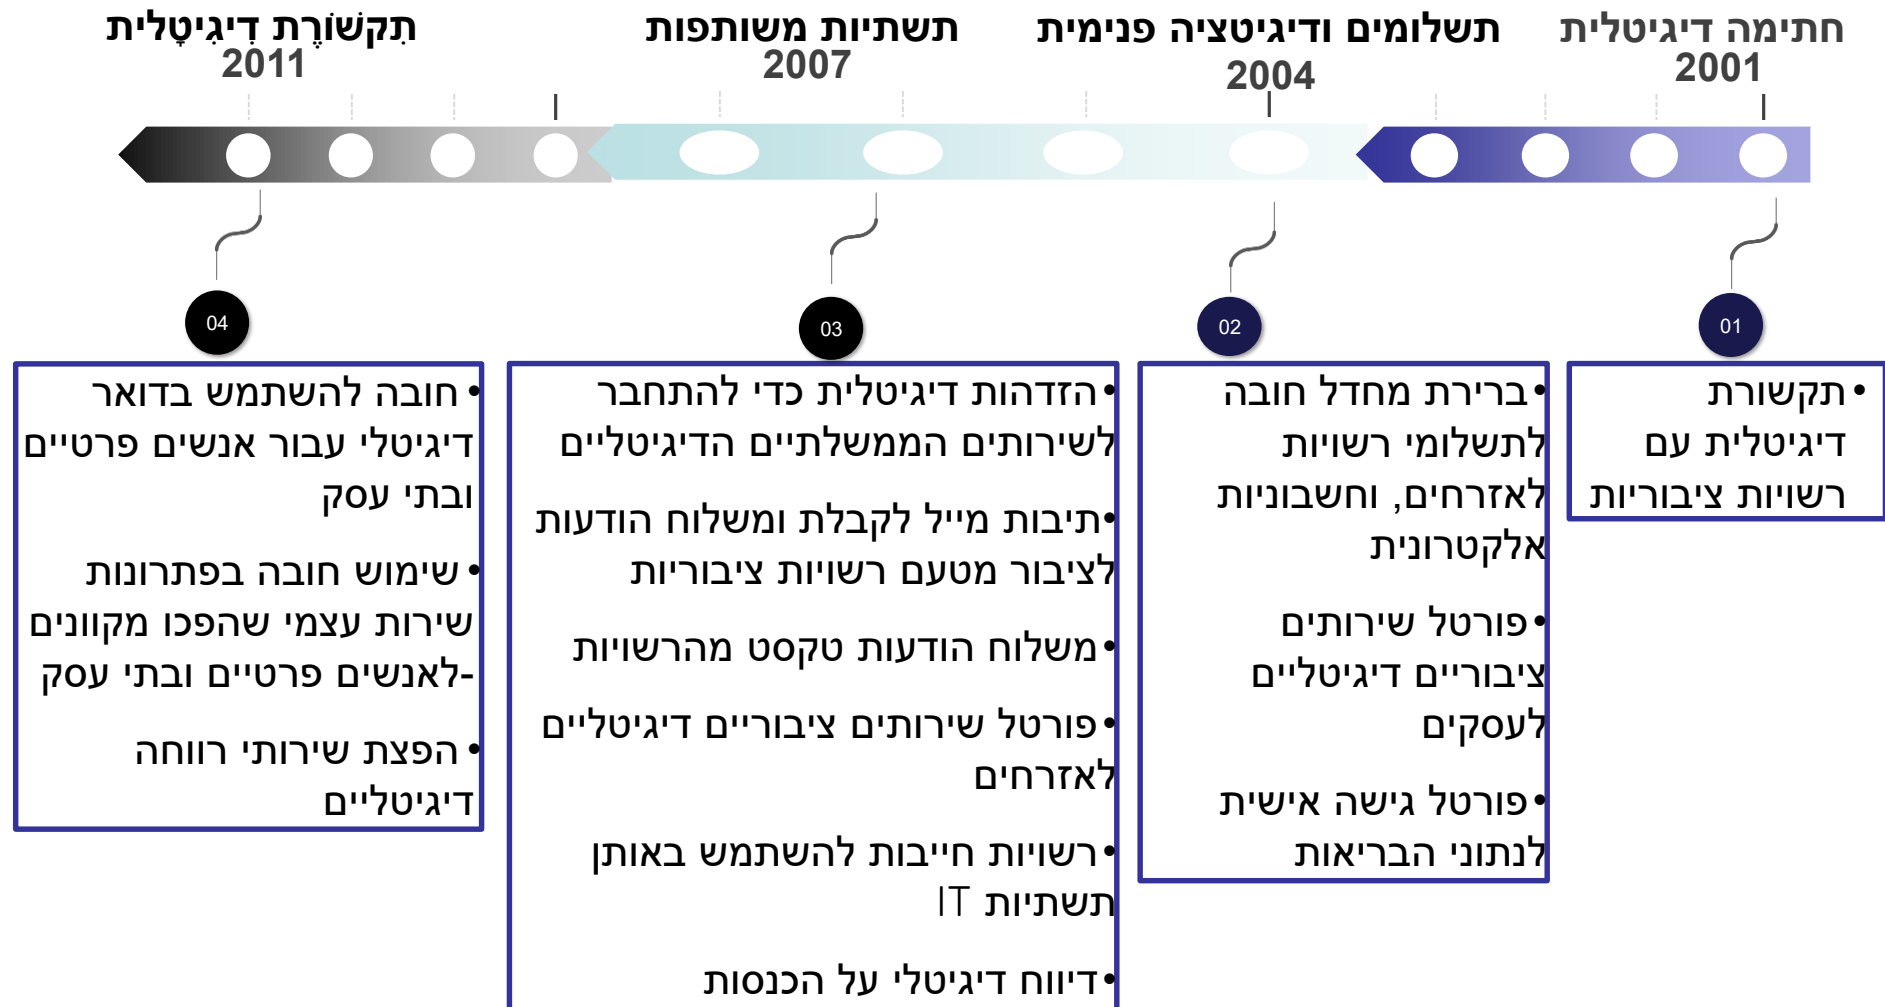 חתימה דיגיטלית
2001
תשלומים ודיגיטציה פנימית
2004
תשתיות משותפות
2007
תִקשׁוֹרֶת דִיגִיטָלִית
2011
01
02
03
04
•תקשורת
דיגיטלית עם
רשויות ציבוריות
•ברירת מחדל חובה
לתשלומי רשויות
לאזרחים, וחשבוניות
אלקטרונית
•פורטל שירותים
ציבוריים דיגיטליים
לעסקים
•פורטל גישה אישית
לנתוני הבריאות
•הזדהות דיגיטלית כדי להתחבר
לשירותים הממשלתיים הדיגיטליים
•תיבות מייל לקבלת ומשלוח הודעות
לציבור מטעם רשויות ציבוריות
•משלוח הודעות טקסט מהרשויות
•פורטל שירותים ציבוריים דיגיטליים
לאזרחים
•רשויות חייבות להשתמש באותן
תשתיות IT
•דיווח דיגיטלי על הכנסות
•חובה להשתמש בדואר
דיגיטלי עבור אנשים פרטיים
ובתי עסק
•שימוש חובה בפתרונות
שירות עצמי שהפכו מקוונים
-לאנשים פרטיים ובתי עסק
•הפצת שירותי רווחה
דיגיטליים